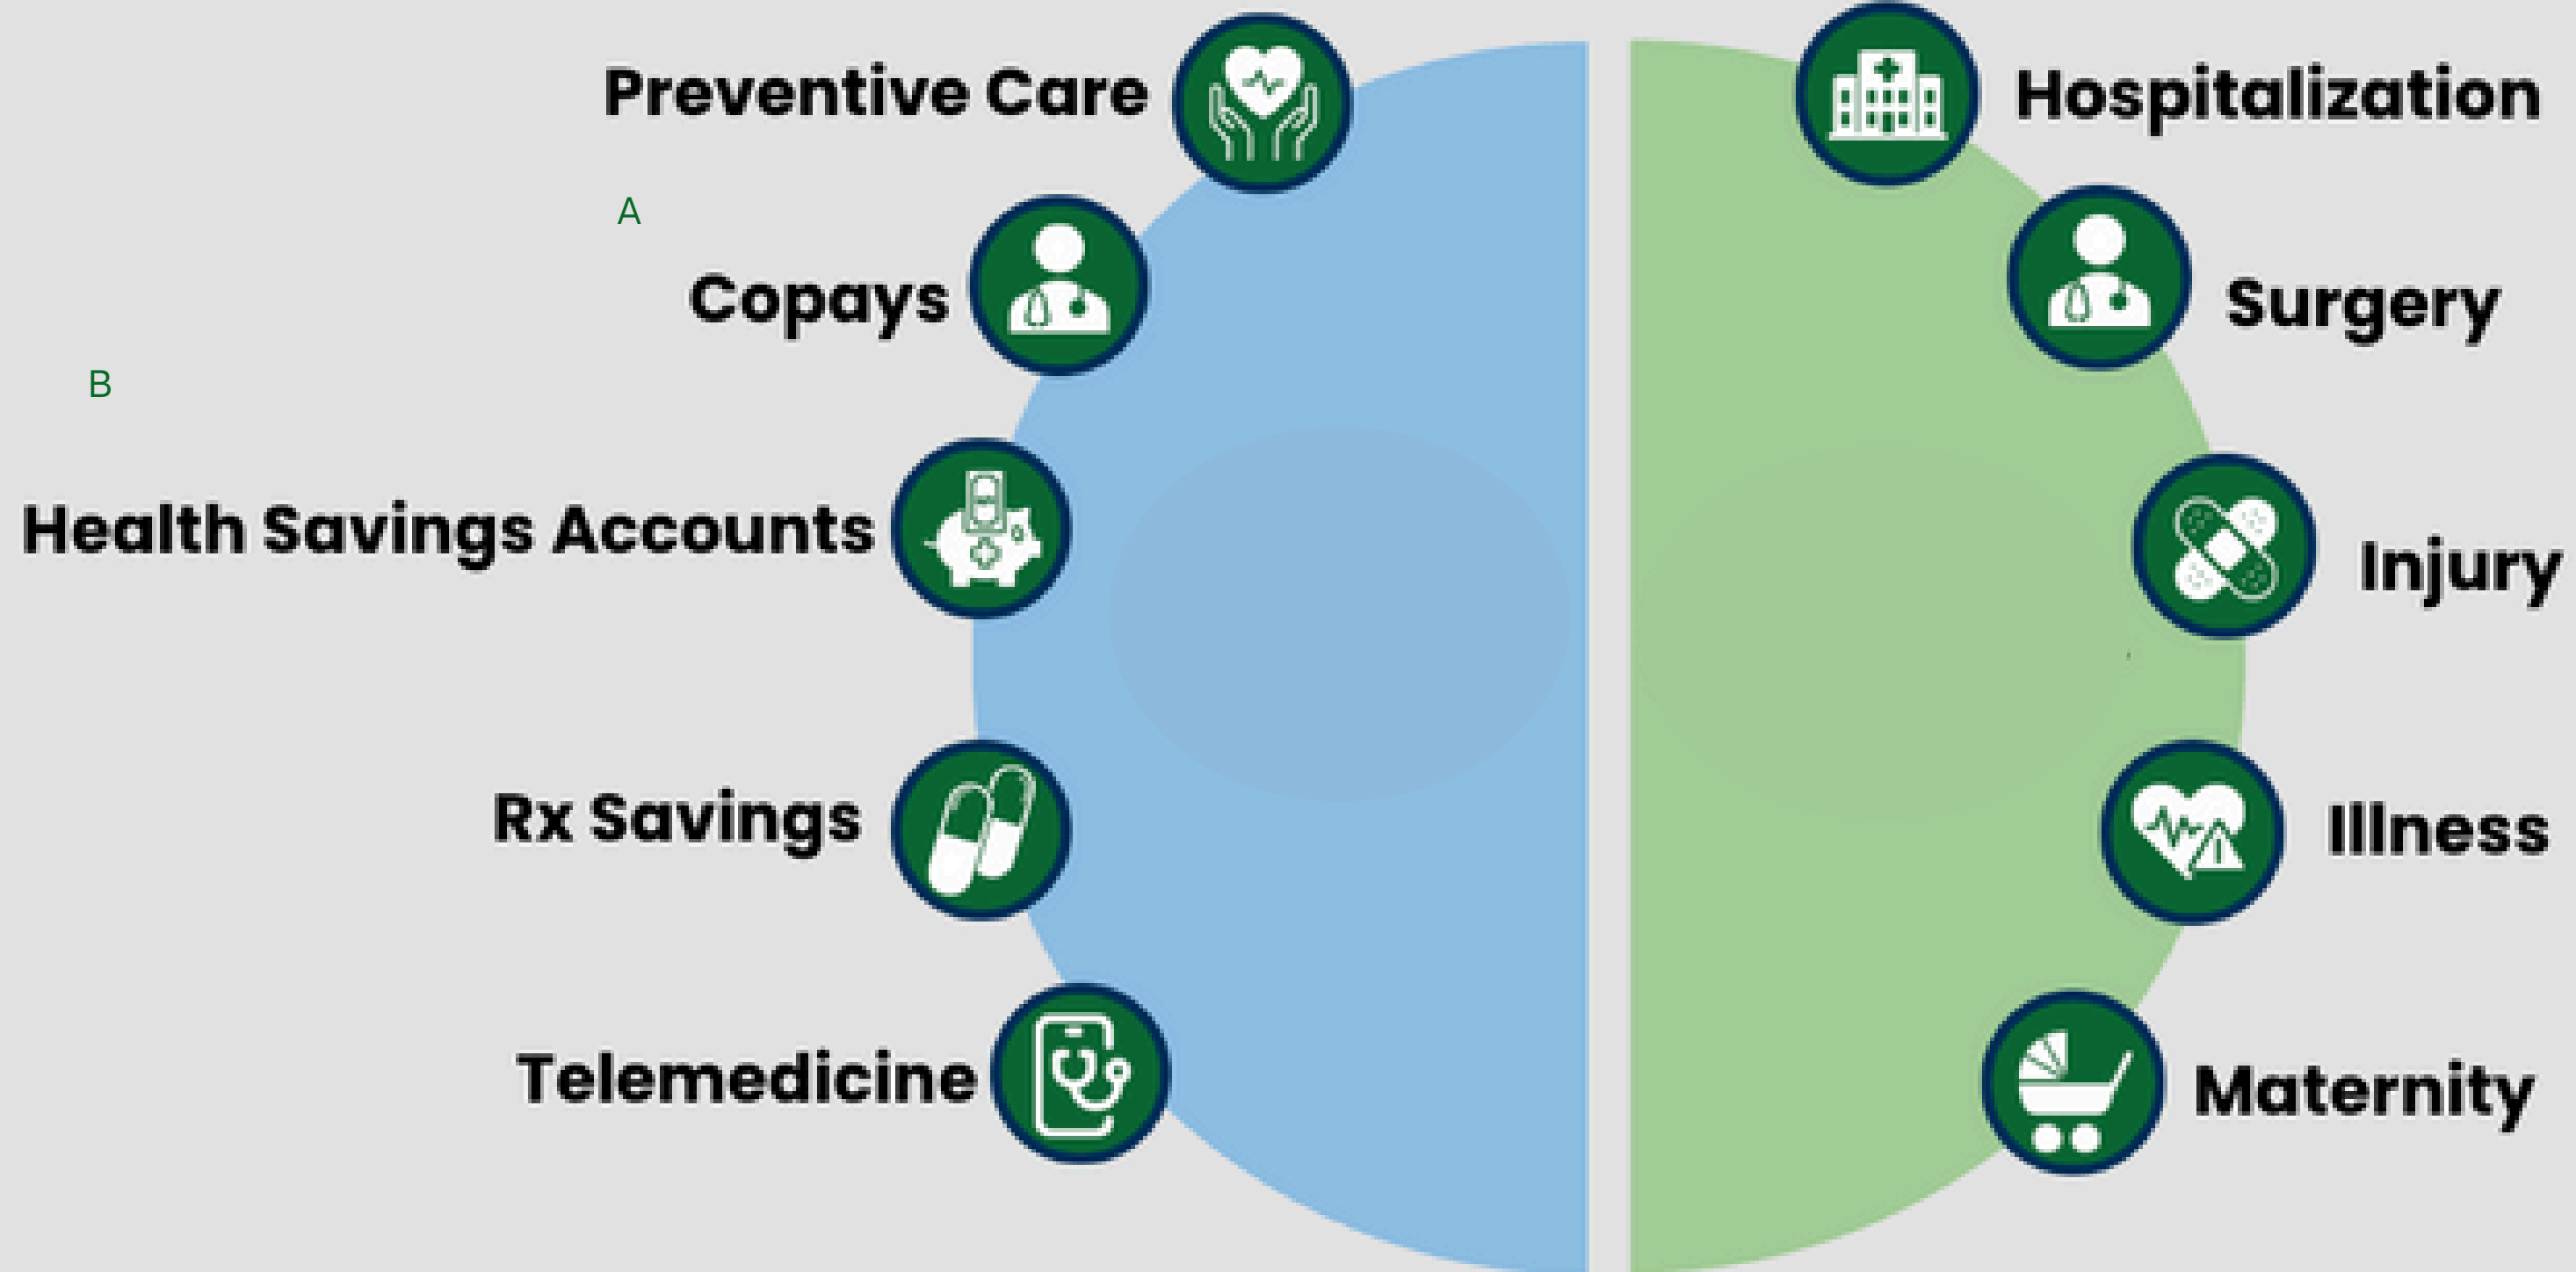 Preventive Care
Hospitalization
A
Copays
Surgery
B
Health Savings Accounts
Injury
Rx Savings
Illness
Telemedicine
Maternity